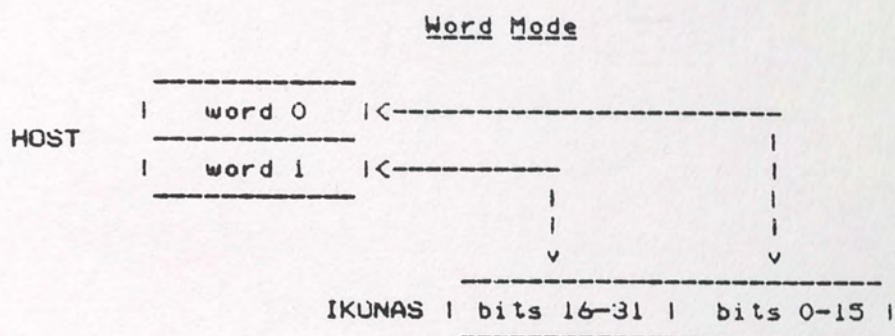 Word Mode
word 0
HOST
word 1
IKONAS | bits 16-31 | bits 0-15 |